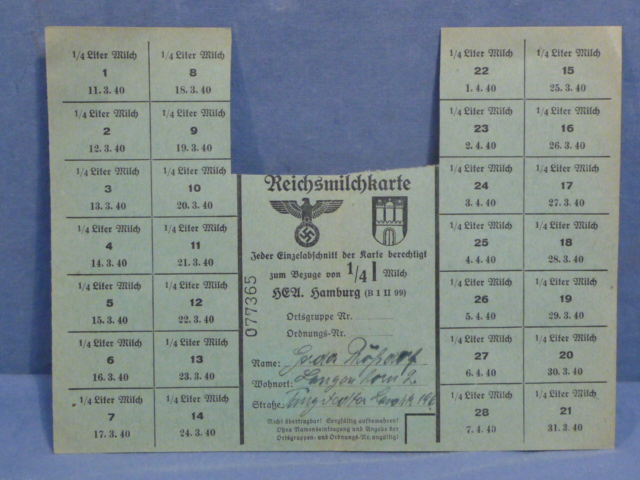 1/4 Liter Milch
1
11. 3. 40
1/4 Liter Milch
8
18. 3. 40
1/4 Liter Milch
2
12. 3. 40
1/4 Liter Milch
9
19. 3. 40
1/4 Liter Milch
3
13. 3. 40
1/4 Liter Milch
10
20. 3. 40
1/4 Liter Milch
4
14. 3. 40
1/4 Liter Milch
11
21. 3. 40
1/4 Liter Milch
5
15. 3. 40
1/4 Liter Milch
12
22. 3. 40
1/4 Liter Milch
6
16. 3. 40
1/4 Liter Milch
13
23. 3. 40
1/4 Liter Milch
7
17. 3. 40
1/4 Liter Milch
14
24. 3. 40
Reichsmilchkarte
Jeder Einzelabschnitt der Karte berechtigt
zum Bezuge von 1/4 l Milch
HEA. Hamburg (B 1 II 99)
077365
Ortsgruppe Nr.
Ordnungs-Nr.
Name: Gerda
Wohnort: Langenhorn 2
Straße:
Nicht übertragbar! Sorgfältig aufbewahren!
Ohne Namenseintragung und Angabe der
Ortsgruppen- und Ordnungs-Nr. ungültig!
1/4 Liter Milch
22
1. 4. 40
1/4 Liter Milch
15
25. 3. 40
1/4 Liter Milch
23
2. 4. 40
1/4 Liter Milch
16
26. 3. 40
1/4 Liter Milch
24
3. 4. 40
1/4 Liter Milch
17
27. 3. 40
1/4 Liter Milch
25
4. 4. 40
1/4 Liter Milch
18
28. 3. 40
1/4 Liter Milch
26
5. 4. 40
1/4 Liter Milch
19
29. 3. 40
1/4 Liter Milch
27
6. 4. 40
1/4 Liter Milch
20
30. 3. 40
1/4 Liter Milch
28
7. 4. 40
1/4 Liter Milch
21
31. 3. 40